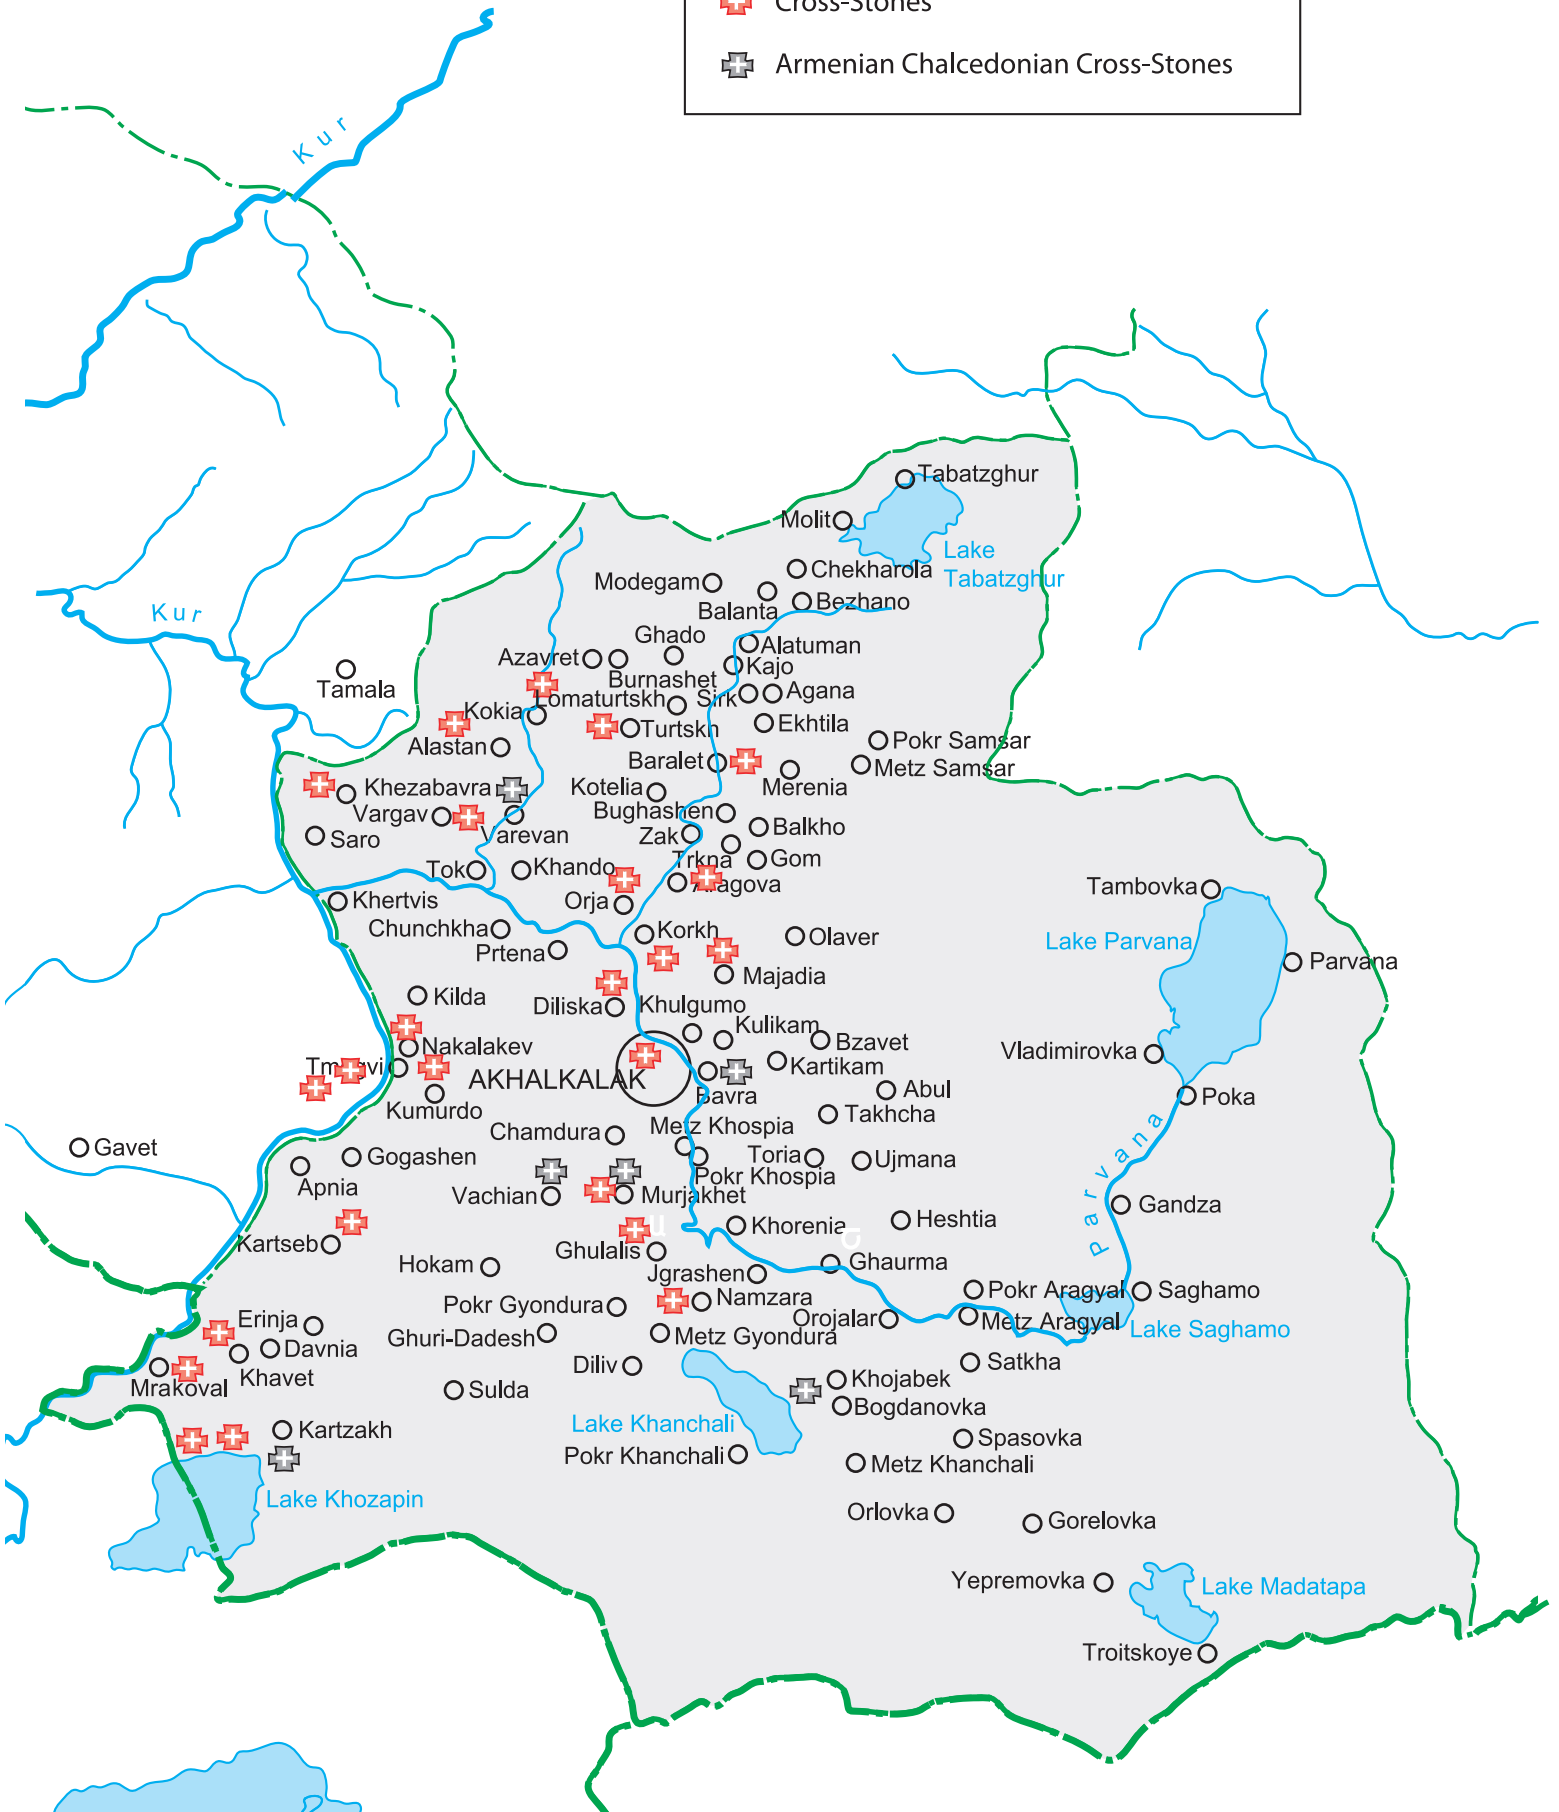 Cross-Stones
Armenian Chalcedonian Cross-Stones
Kur
Tabatzghur
Molit
Lake
Tabatzghur
Chekharola
Modegam
Balanta
Bezhano
Kur
Ghado
Alatuman
Azavret
Burnashet
Kajo
Tamala
Lomaturtskh
Sirk
Agana
Kokia
Turtskh
Ekhtila
Alastan
Pokr Samsar
Baralet
Metz Samsar
Merenia
Khezabavra
Kotelia
Vargav
Bughashen
Varevan
Zak
Balkho
Saro
Trkna
Gom
Tok
Khando
Aragova
Tambovka
Khertvis
Orja
Chunchkha
Korkh
Olaver
Lake Parvana
Prtena
Parvana
Majadia
Kilda
Diliska
Khulgumo
Kulikam
Bzavet
Nakalakev
Vladimirovka
Tmogvi
Kartikam
AKHALKALAK
Bavra
Abul
Poka
Kumurdo
Takhcha
Chamdura
Metz Khospia
Parvana
Gavet
Gogashen
Toria
Ujmana
Apnia
Pokr Khospia
Vachian
Murjakhet
Gandza
Khorenia
Heshtia
Kartseb
Ghulalis
Hokam
Jgrashen
Ghaurma
Pokr Aragyal
Saghamo
Namzara
Pokr Gyondura
Erinja
Orojalar
Metz Aragyal
Lake Saghamo
Ghuri-Dadesh
Metz Gyondura
Davnia
Khavet
Diliv
Satkha
Mrakoval
Sulda
Khojabek
Bogdanovka
Lake Khanchali
Kartzakh
Spasovka
Pokr Khanchali
Metz Khanchali
Lake Khozapin
Orlovka
Gorelovka
Yepremovka
Lake Madatapa
Troitskoye